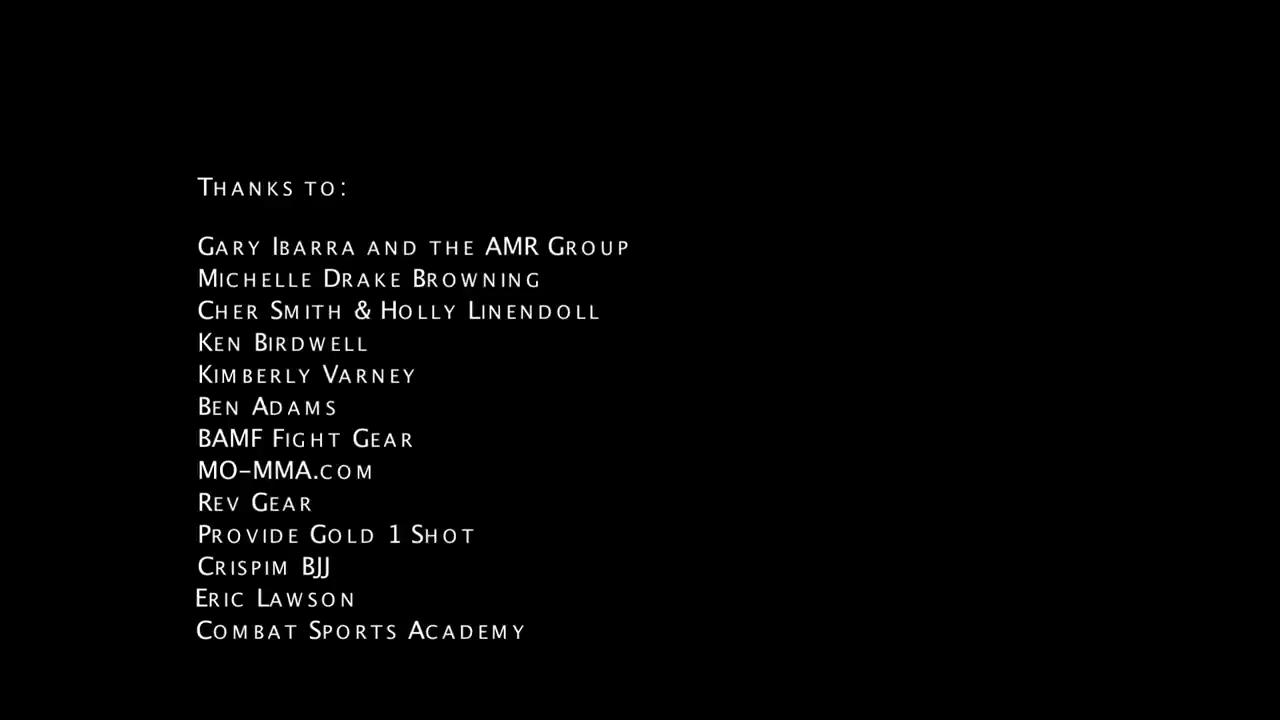 Thanks to:
Gary Ibarra and the AMR Group
Michelle Drake Browning
Cher Smith & Holly Linendoll
Ken Birdwell
Kimberly Varney
Ben Adams
BAMF Fight Gear
MO-MMA.com
Rev Gear
Provide Gold 1 Shot
Crispim BJJ
Eric Lawson
Combat Sports Academy